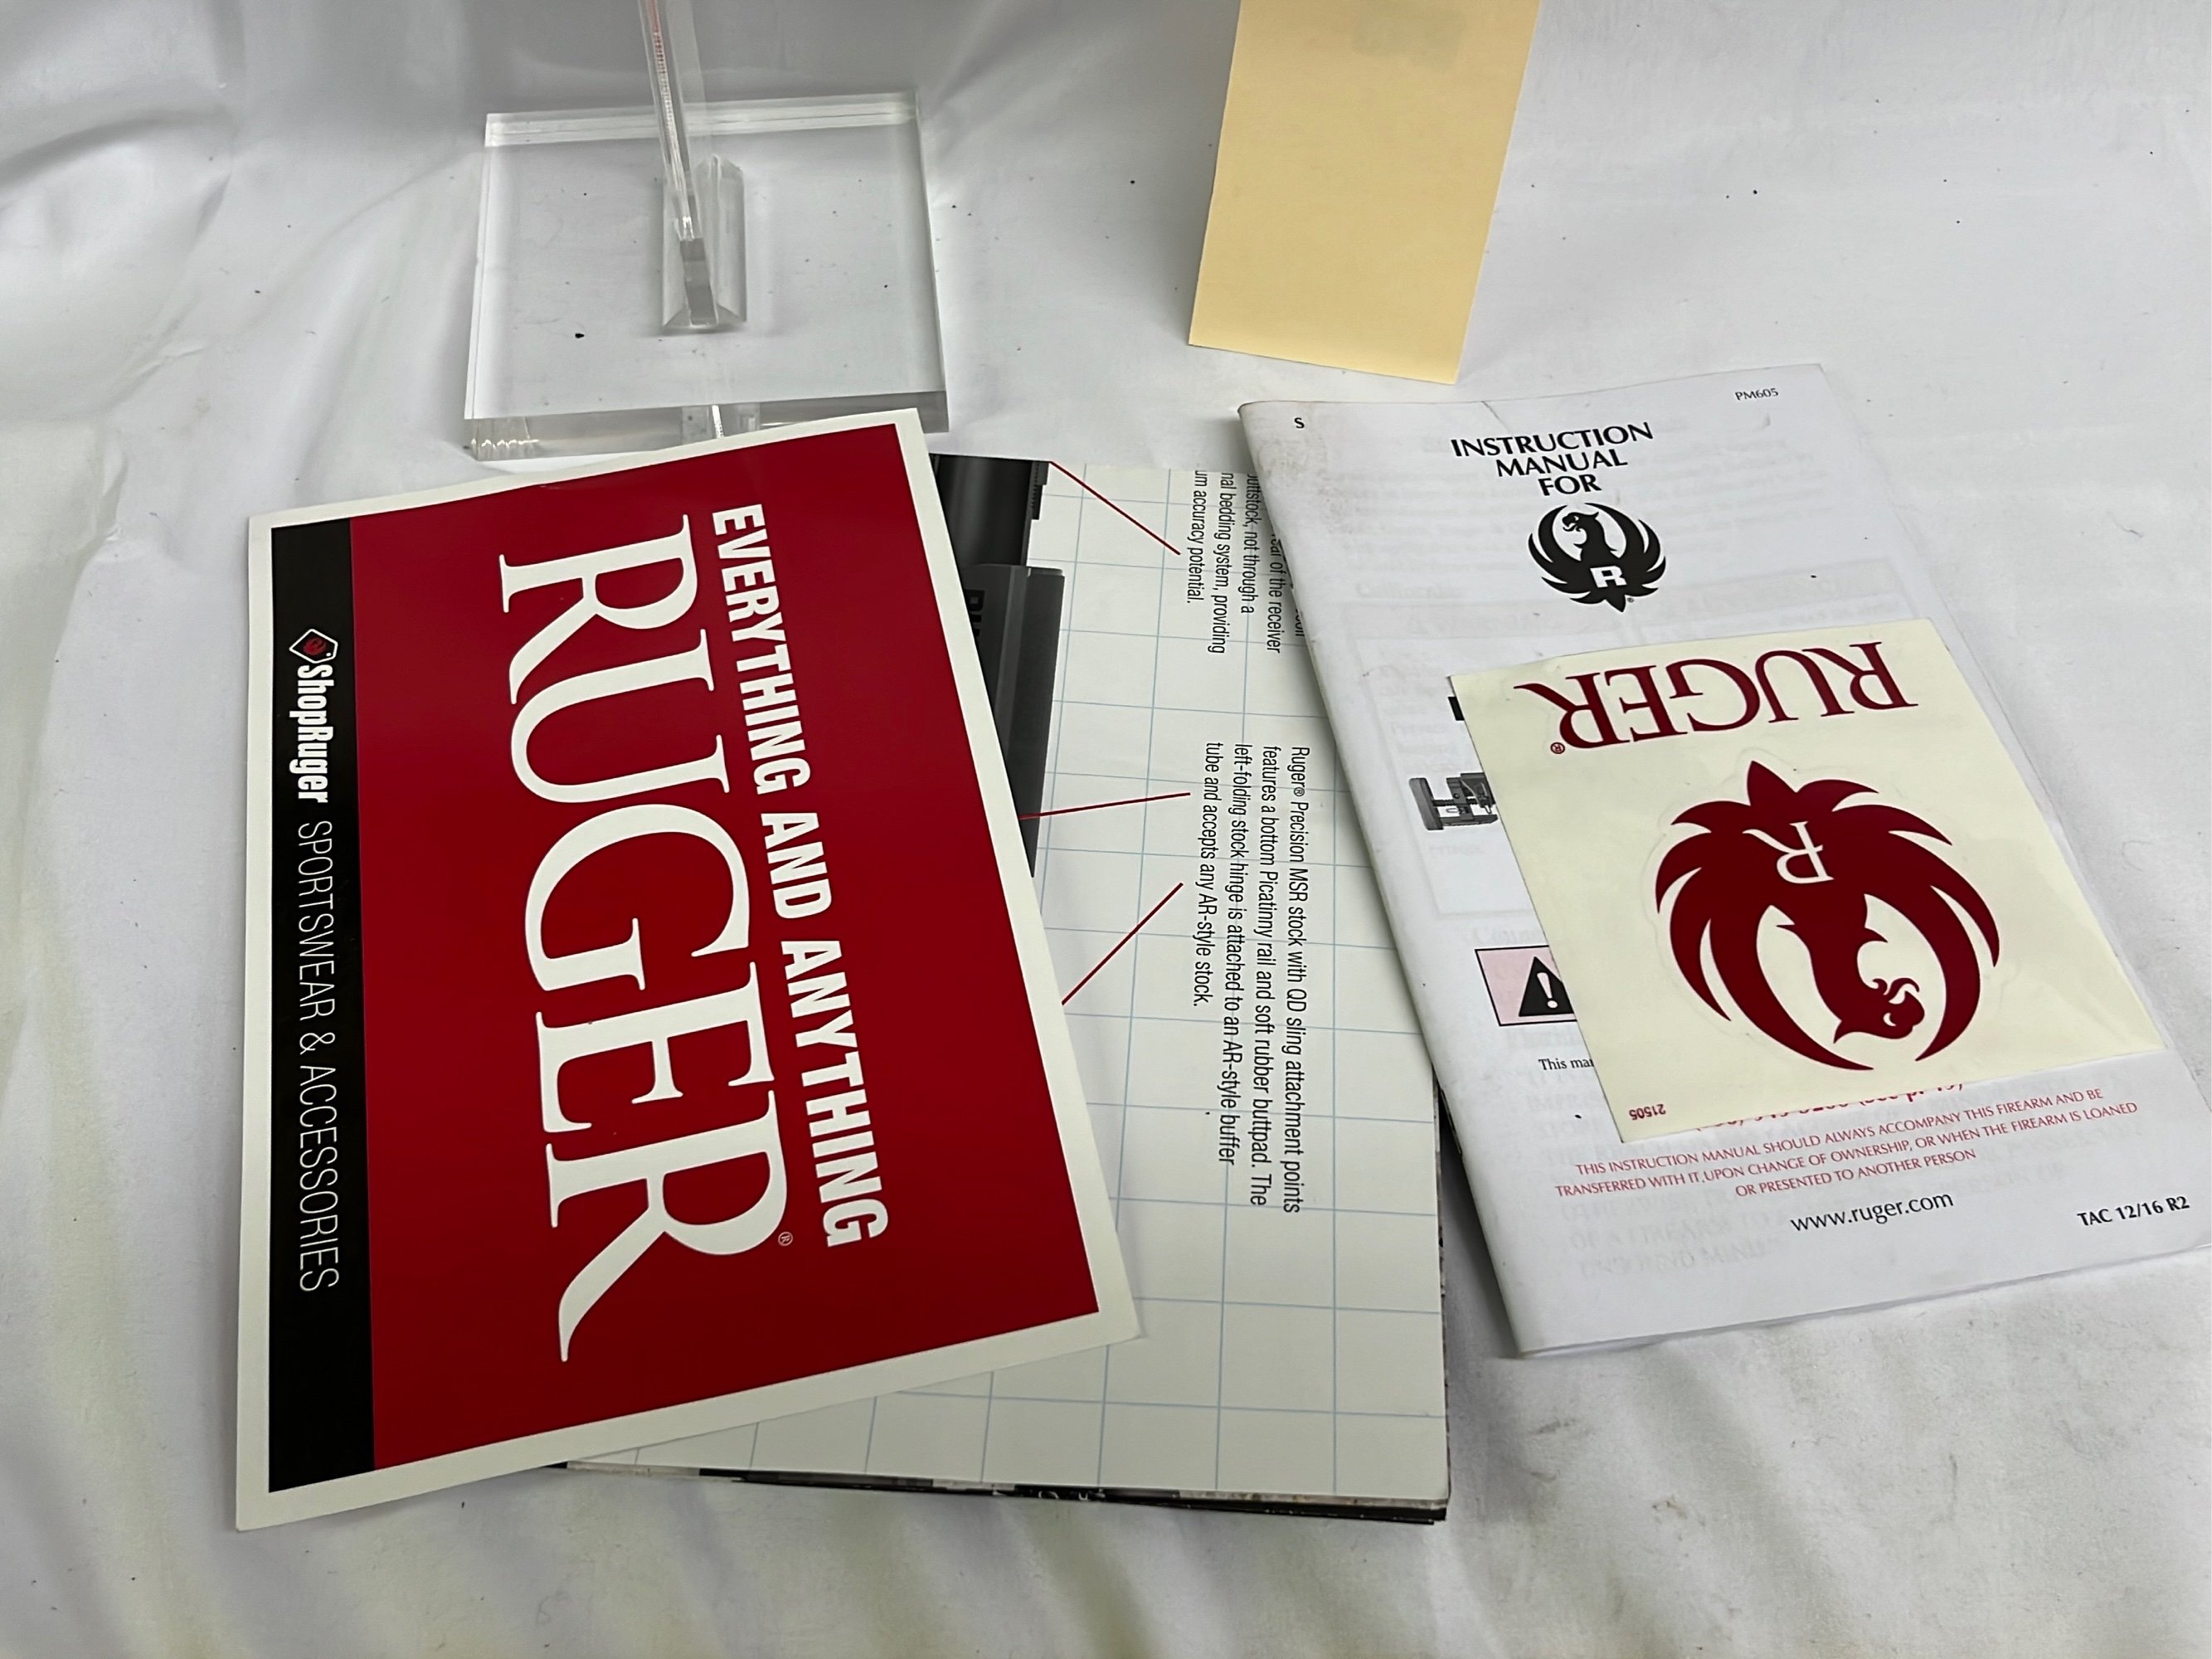 EVERYTHING AND ANYTHING
RUGER®
ShopRuger SPORTSWEAR & ACCESSORIES
of the receiver
not through a
bedding system, providing
accuracy potential.
Ruger® Precision MSR stock with QD sling attachment points
features a bottom Picatinny rail and soft rubber buttpad. The
left-folding stock hinge is attached to an AR-style buffer
tube and accepts any AR-style stock.
S
PM605
INSTRUCTION
MANUAL
FOR
R
RUGER®
R
21505
This
THIS INSTRUCTION MANUAL SHOULD ALWAYS ACCOMPANY THIS FIREARM AND BE
TRANSFERRED WITH IT UPON CHANGE OF OWNERSHIP, OR WHEN THE FIREARM IS LOANED
OR PRESENTED TO ANOTHER PERSON
www.ruger.com
TAC 12/16 R2